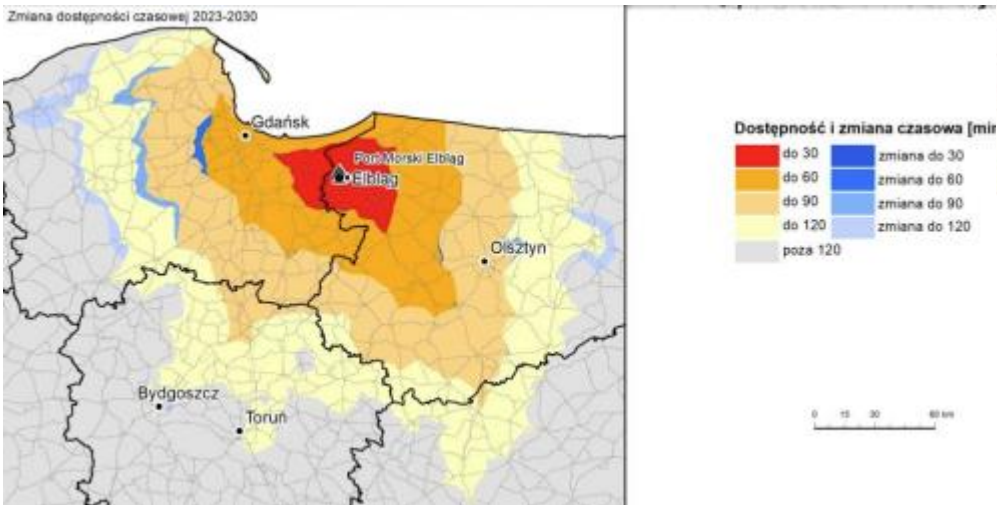 Zmiana dostępności czasowej 2023-2030
Gdańsk
Port Morski Elbląg
Elbląg
Olsztyn
Bydgoszcz
Toruń
Dostępność i zmiana czasowa [min
do 30
zmiana do 30
do 60
zmiana do 60
do 90
zmiana do 90
do 120
zmiana do 120
poza 120
0 15 30 60 km